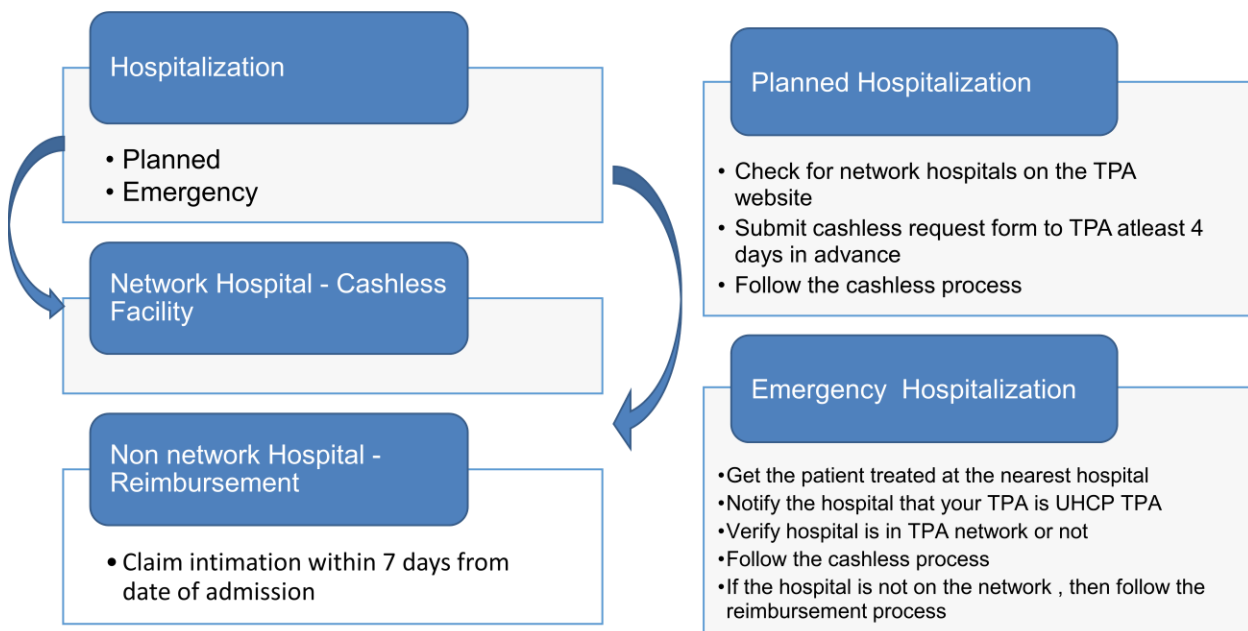 Hospitalization
• Planned
• Emergency
Network Hospital - Cashless
Facility
Non network Hospital -
Reimbursement
• Claim intimation within 7 days from
date of admission
Planned Hospitalization
• Check for network hospitals on the TPA
website
• Submit cashless request form to TPA atleast 4
days in advance
• Follow the cashless process
Emergency  Hospitalization
•Get the patient treated at the nearest hospital
•Notify the hospital that your TPA is UHCP TPA
•Verify hospital is in TPA network or not
•Follow the cashless process
•If the hospital is not on the network , then follow the
reimbursement process